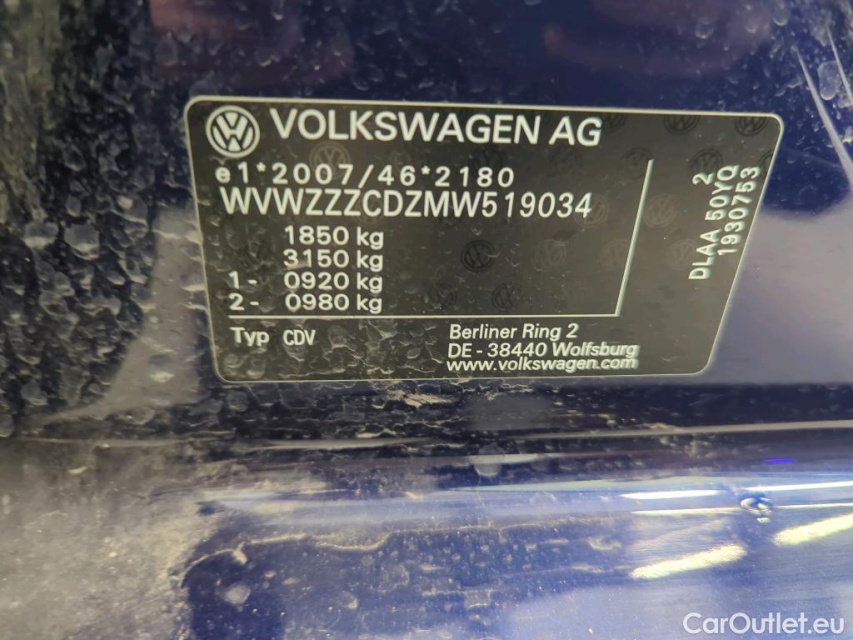 VOLKSWAGEN AG
e1*2007/46*2180
WVWZZZCDZMW519034
1850 kg
3150 kg
1- 0920 kg
2- 0980 kg
Typ CDV
Berliner Ring 2
DE - 38440 Wolfsburg
www.volkswagen.com
2
DLAA 50YQ
1930753
CarOutlet.eu